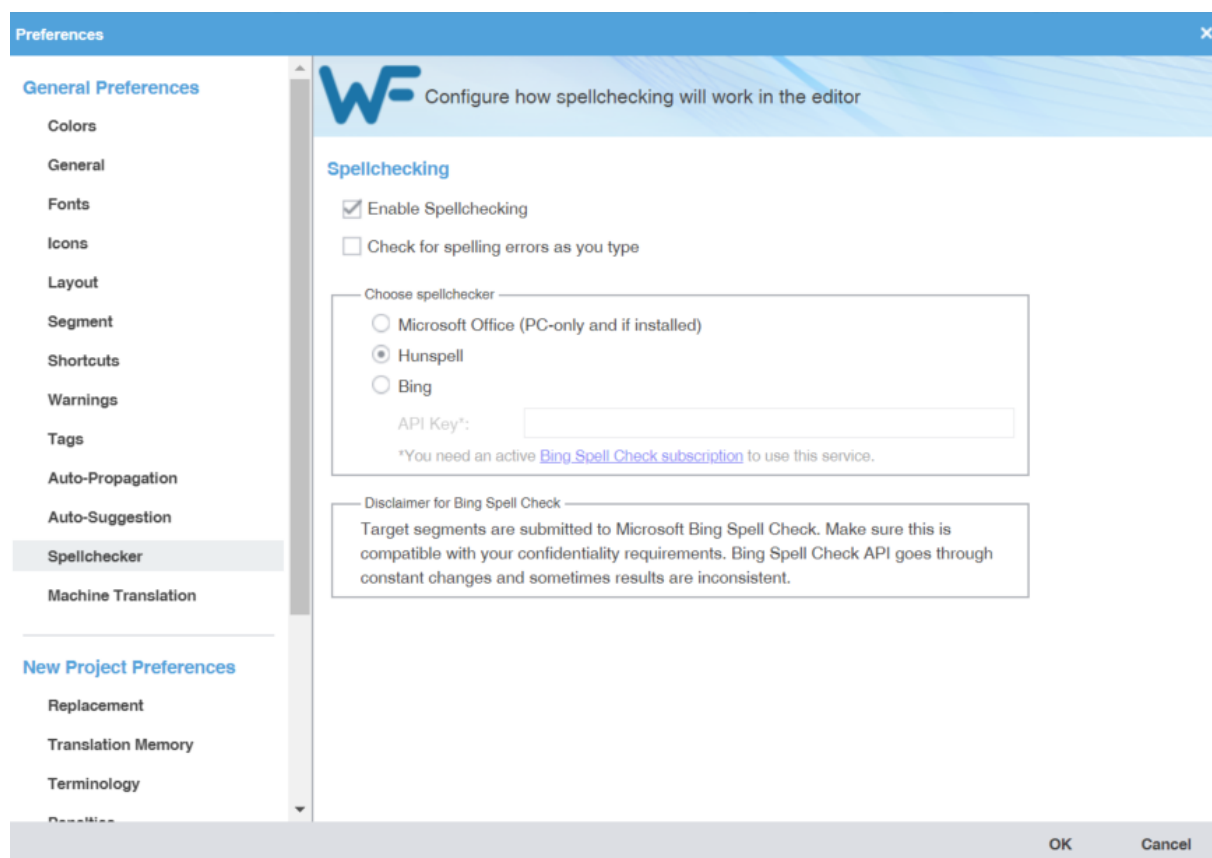 Preferences
General Preferences
Colors
General
Fonts
Icons
Layout
Segment
Shortcuts
Warnings
Tags
Auto-Propagation
Auto-Suggestion
Spellchecker
Machine Translation
New Project Preferences
Replacement
Translation Memory
Terminology
Penalties
WF
Configure how spellchecking will work in the editor
Spellchecking
Enable Spellchecking
Check for spelling errors as you type
Choose spellchecker
Microsoft Office (PC-only and if installed)
Hunspell
Bing
API Key*:
*You need an active Bing Spell Check subscription to use this service.
Disclaimer for Bing Spell Check
Target segments are submitted to Microsoft Bing Spell Check. Make sure this is
compatible with your confidentiality requirements. Bing Spell Check API goes through
constant changes and sometimes results are inconsistent.
OK
Cancel